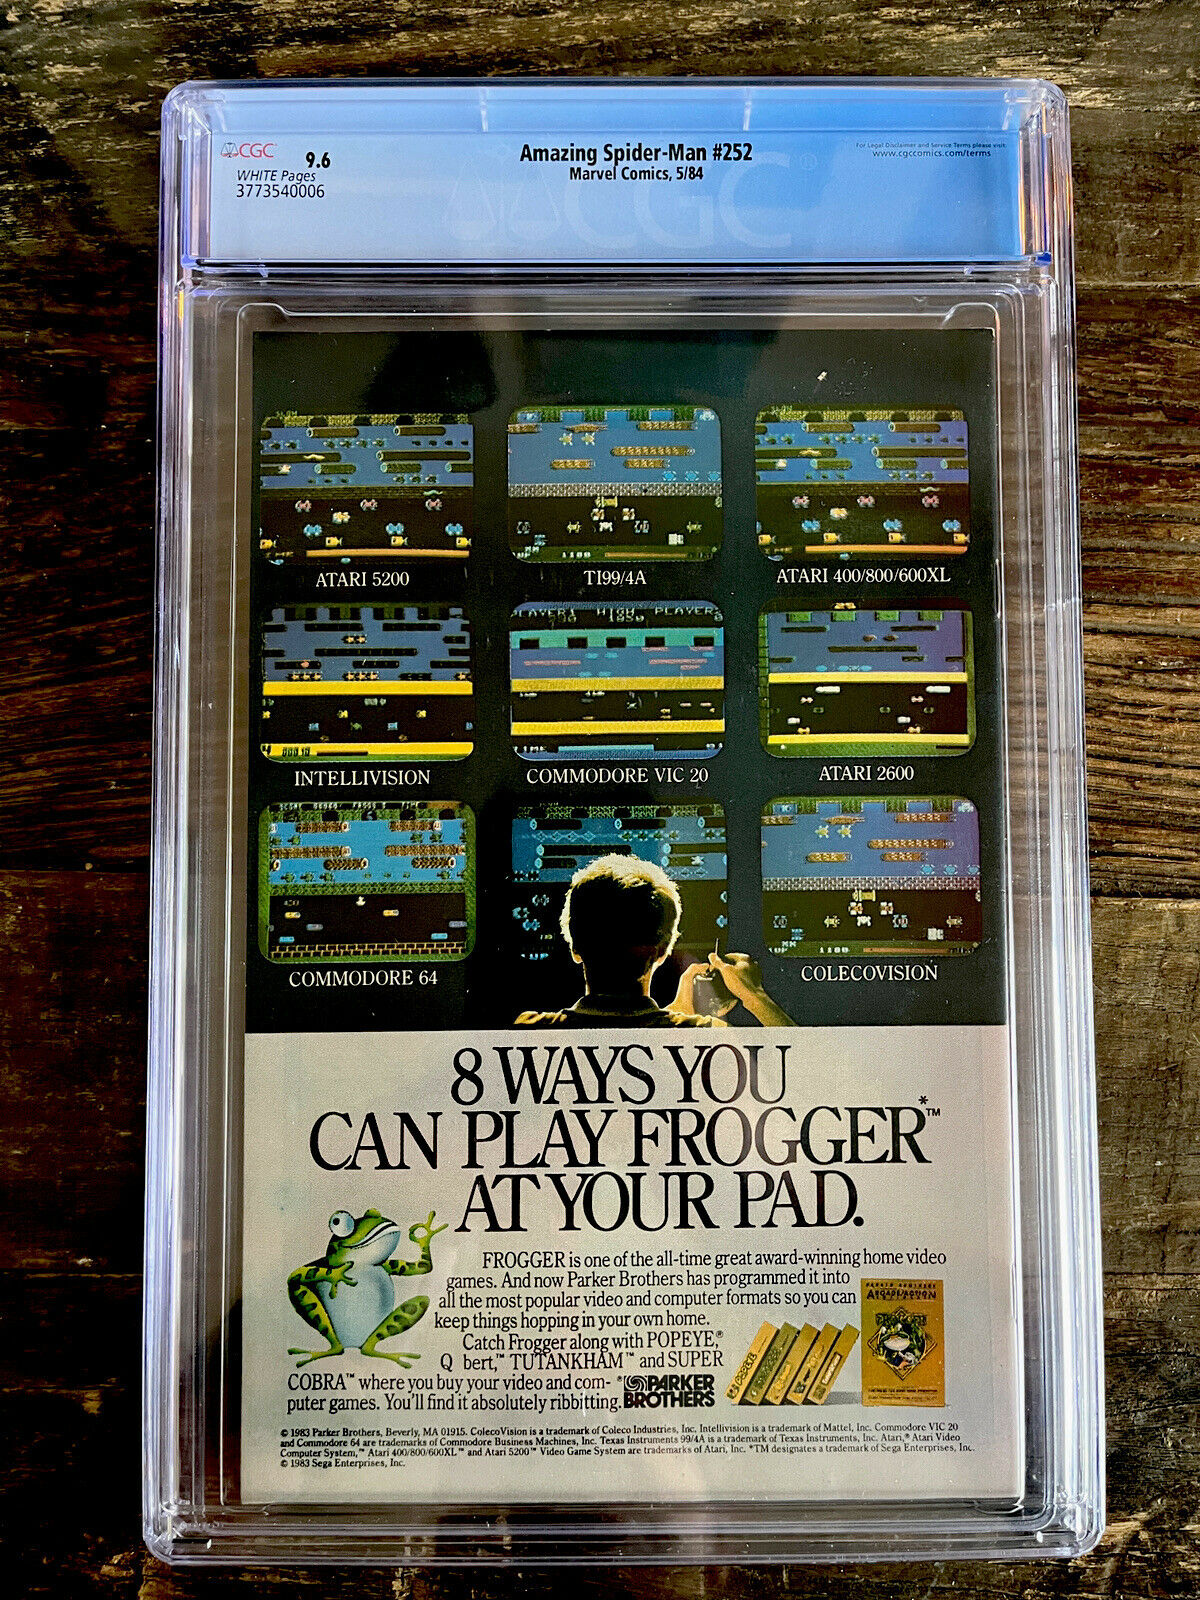 CGC 9.6
WHITE Pages
3773540006
Amazing Spider-Man #252
Marvel Comics, 5/84
For Legal Disclaimer and Service Terms please visit
www.cgccomics.com/terms
CGC
ATARI 5200
TI99/4A
ATARI 400/800/600XL
PLAYER1 HIGH PLAYER2
INTELLIVISION
COMMODORE VIC 20
ATARI 2600
COMMODORE 64
COLECOVISION
8 WAYS YOU
CAN PLAY FROGGER*™
AT YOUR PAD.
FROGGER is one of the all-time great award-winning home video
games. And now Parker Brothers has programmed it into
all the most popular video and computer formats so you can
keep things hopping in your own home.
Catch Frogger along with POPEYE,®
Q bert,™ TUTANKHAM™ and SUPER
COBRA™ where you buy your video and com-
puter games. You'll find it absolutely ribbitting.
PARKER
BROTHERS
PARKER BROTHERS
© 1983 Parker Brothers, Beverly, MA 01915. ColecoVision is a trademark of Coleco Industries, Inc. Intellivision is a trademark of Mattel, Inc. Commodore VIC 20
and Commodore 64 are trademarks of Commodore Business Machines, Inc. Texas Instruments 99/4A is a trademark of Texas Instruments, Inc. Atari,® Atari Video
Computer System,™ Atari 400/800/600XL™ and Atari 5200™ Video Game System are trademarks of Atari, Inc. *TM designates a trademark of Sega Enterprises, Inc.
© 1983 Sega Enterprises, Inc.